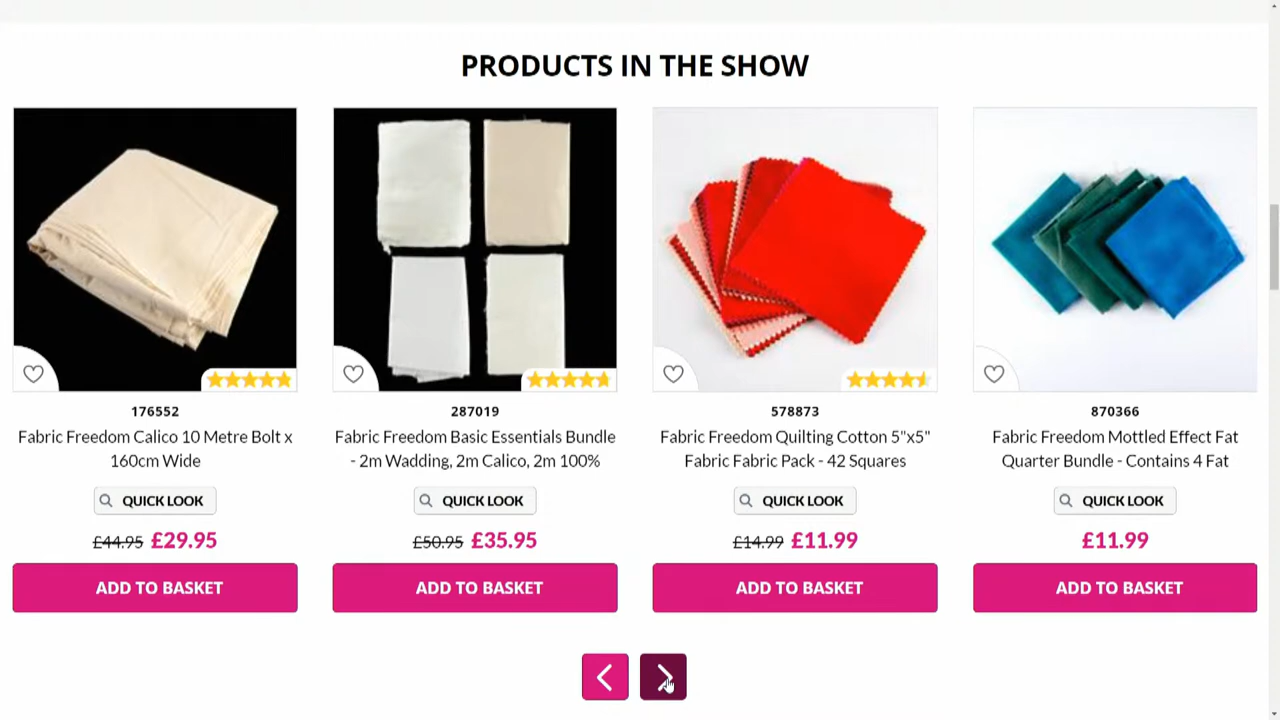 PRODUCTS IN THE SHOW
176552
Fabric Freedom Calico 10 Metre Bolt x
160cm Wide
QUICK LOOK
£44.95 £29.95
ADD TO BASKET
287019
Fabric Freedom Basic Essentials Bundle
- 2m Wadding, 2m Calico, 2m 100%
QUICK LOOK
£50.95 £35.95
ADD TO BASKET
578873
Fabric Freedom Quilting Cotton 5"x5"
Fabric Fabric Pack - 42 Squares
QUICK LOOK
£14.99 £11.99
ADD TO BASKET
870366
Fabric Freedom Mottled Effect Fat
Quarter Bundle - Contains 4 Fat
QUICK LOOK
£11.99
ADD TO BASKET